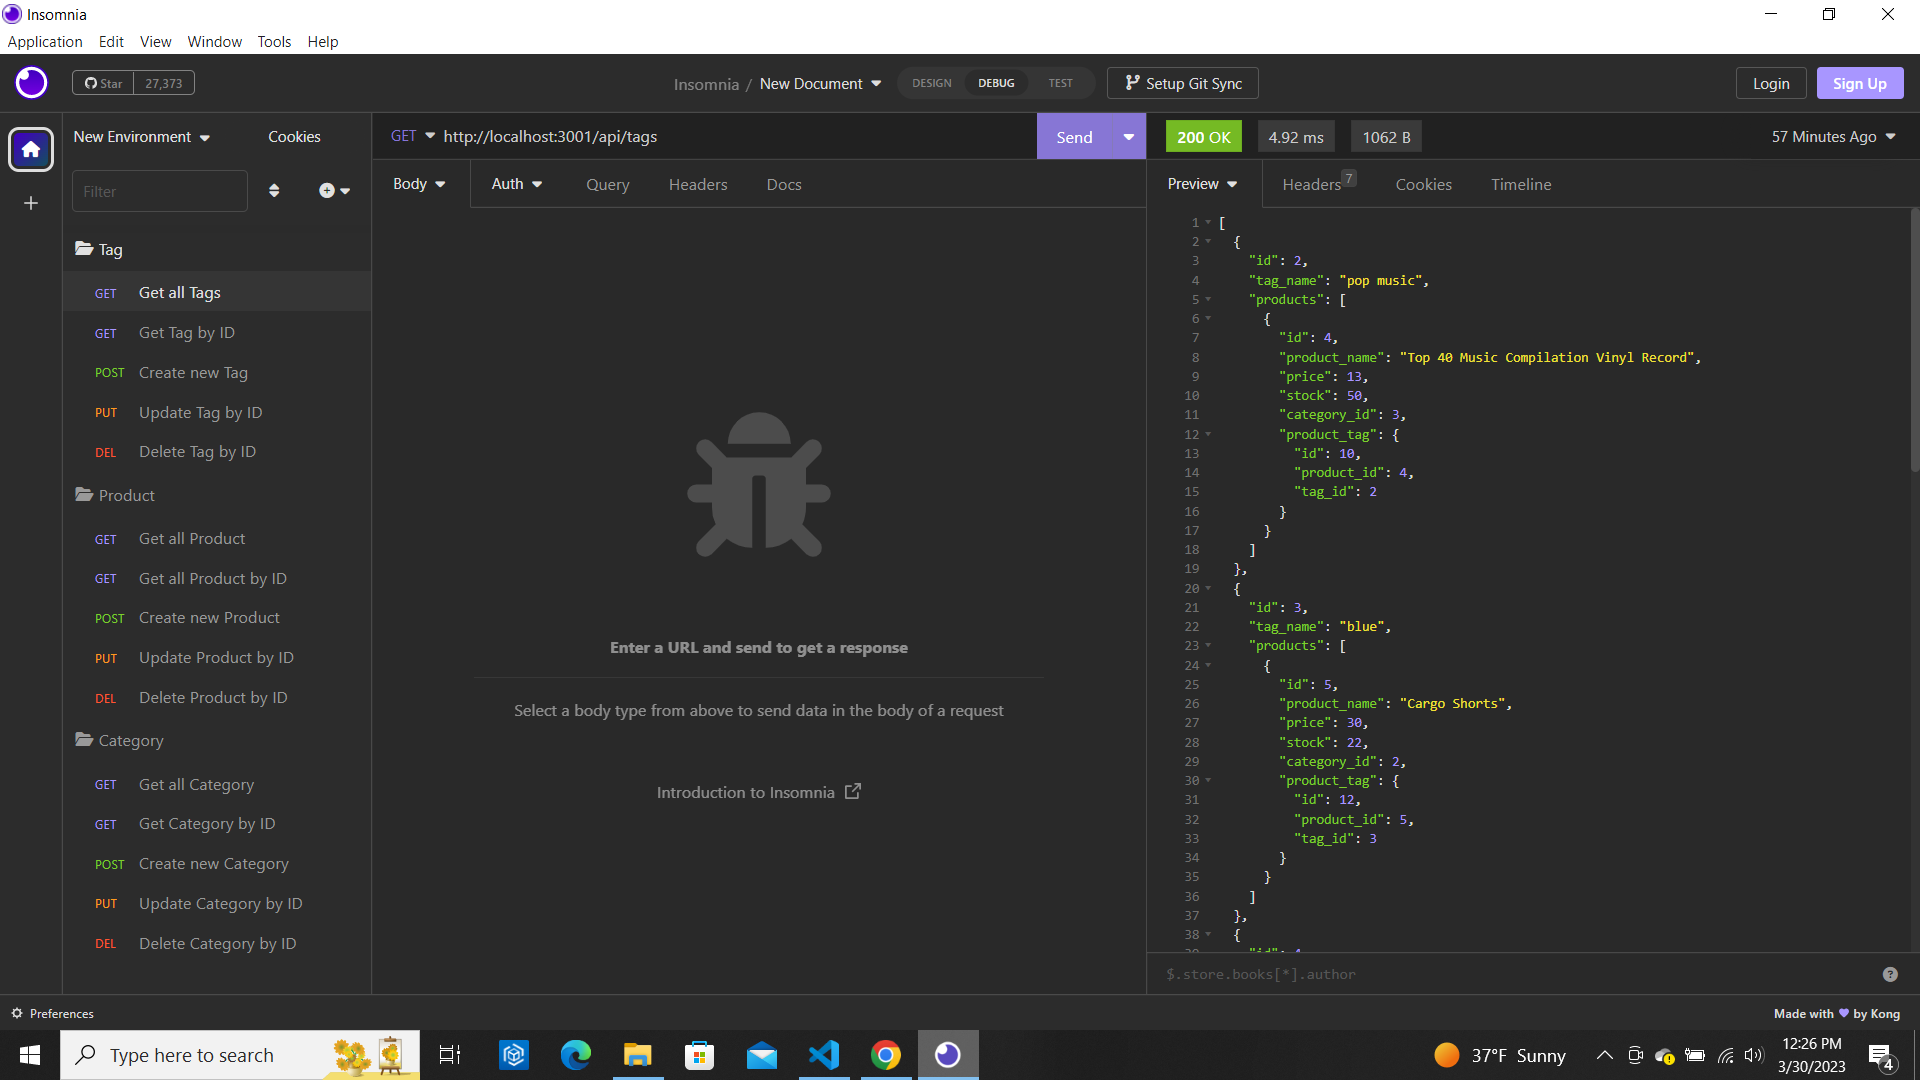 Insomnia
Application Edit View Window Tools Help
Star 27,373
Insomnia / New Document
DESIGN DEBUG TEST
Setup Git Sync
Login Sign Up
New Environment Cookies
Filter
Tag
GET Get all Tags
GET Get Tag by ID
POST Create new Tag
PUT Update Tag by ID
DEL Delete Tag by ID
Product
GET Get all Product
GET Get all Product by ID
POST Create new Product
PUT Update Product by ID
DEL Delete Product by ID
Category
GET Get all Category
GET Get Category by ID
POST Create new Category
PUT Update Category by ID
DEL Delete Category by ID
GET http://localhost:3001/api/tags Send
Body Auth Query Headers Docs
Enter a URL and send to get a response
Select a body type from above to send data in the body of a request
Introduction to Insomnia
200 OK 4.92 ms 1062 B 57 Minutes Ago
Preview Headers 7 Cookies Timeline
1 [
2 {
3 "id": 2,
4 "tag_name": "pop music",
5 "products": [
6 {
7 "id": 4,
8 "product_name": "Top 40 Music Compilation Vinyl Record",
9 "price": 13,
10 "stock": 50,
11 "category_id": 3,
12 "product_tag": {
13 "id": 10,
14 "product_id": 4,
15 "tag_id": 2
16 }
17 }
18 ]
19 },
20 {
21 "id": 3,
22 "tag_name": "blue",
23 "products": [
24 {
25 "id": 5,
26 "product_name": "Cargo Shorts",
27 "price": 30,
28 "stock": 22,
29 "category_id": 2,
30 "product_tag": {
31 "id": 12,
32 "product_id": 5,
33 "tag_id": 3
34 }
35 }
36 ]
37 },
38 {
$.store.books[*].author
Preferences
Made with by Kong
Type here to search
37°F Sunny
12:26 PM
3/30/2023
4